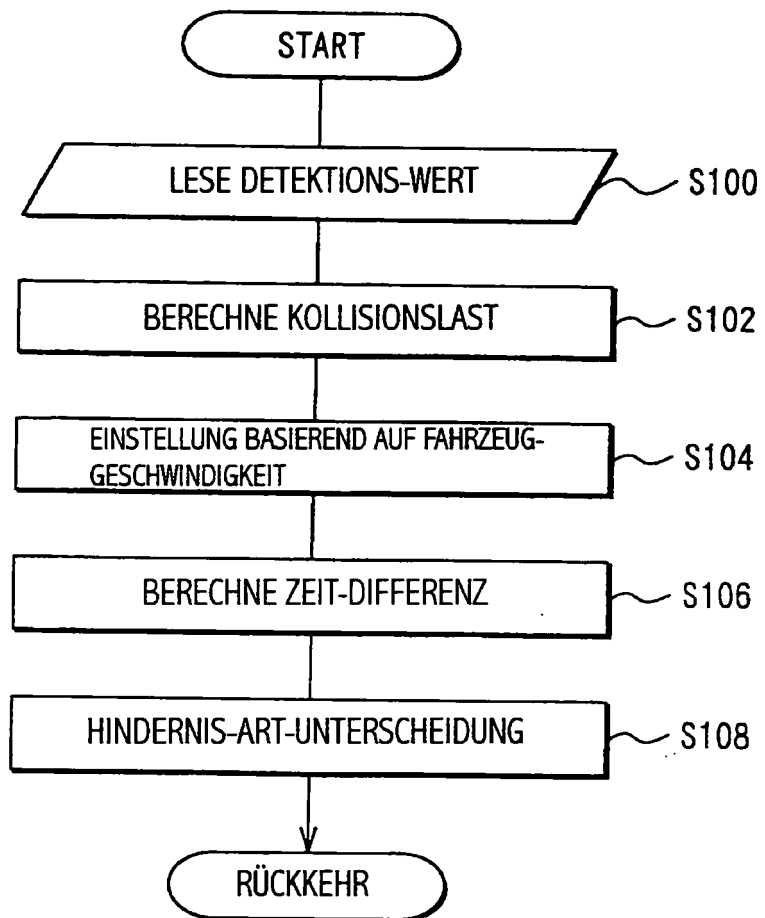 START
LESE DETEKTIONS-WERT
S100
BERECHNE KOLLISIONSLAST
S102
EINSTELLUNG BASIEREND AUF FAHRZEUG-
GESCHWINDIGKEIT
S104
BERECHNE ZEIT-DIFFERENZ
S106
HINDERNIS-ART-UNTERSCHEIDUNG
S108
RÜCKKEHR